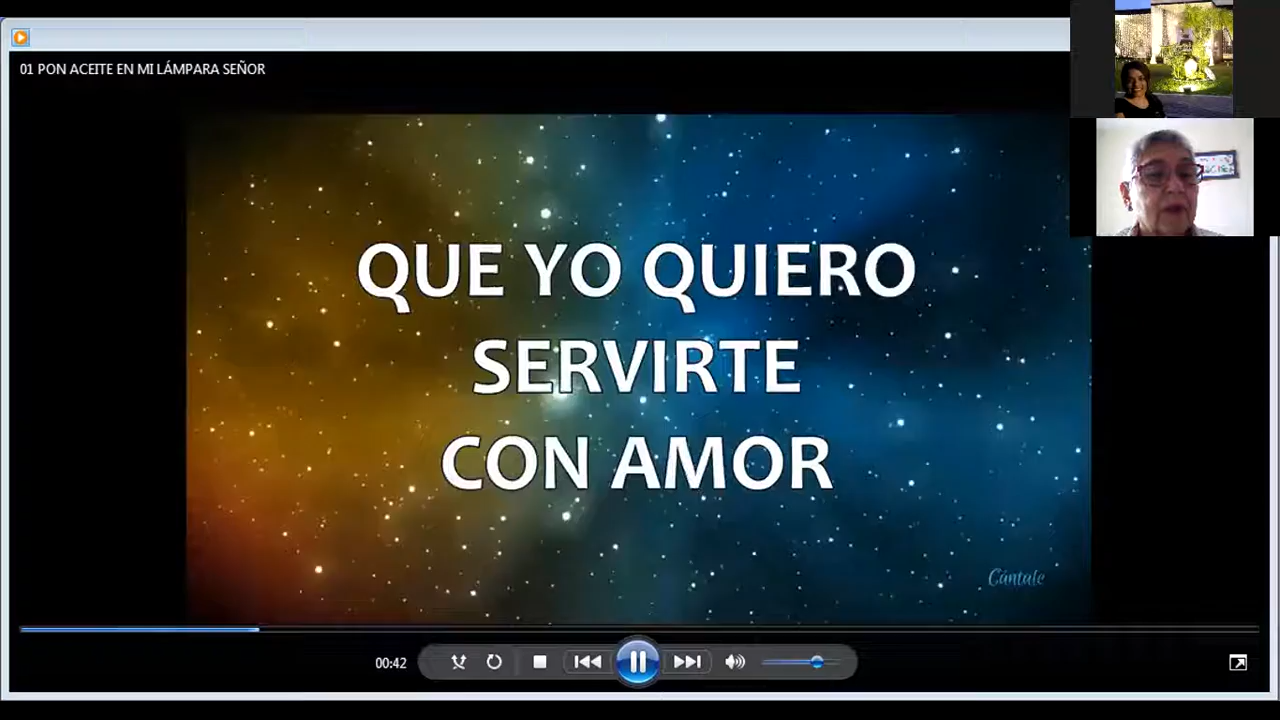 01 PON ACEITE EN MI LÁMPARA SEÑOR
QUE YO QUIERO
SERVIRTE
CON AMOR
Cántale
00:42